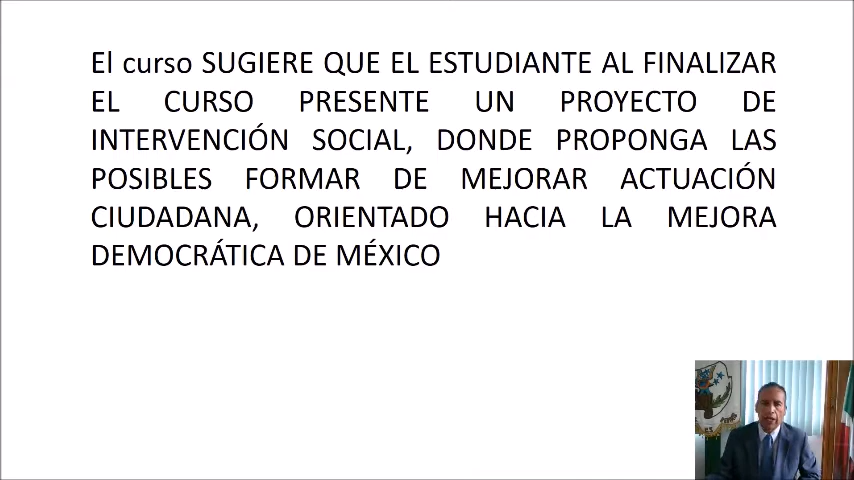 El curso SUGIERE QUE EL ESTUDIANTE AL FINALIZAR
EL CURSO PRESENTE UN PROYECTO DE
INTERVENCIÓN SOCIAL, DONDE PROPONGA LAS
POSIBLES FORMAR DE MEJORAR ACTUACIÓN
CIUDADANA, ORIENTADO HACIA LA MEJORA
DEMOCRÁTICA DE MÉXICO